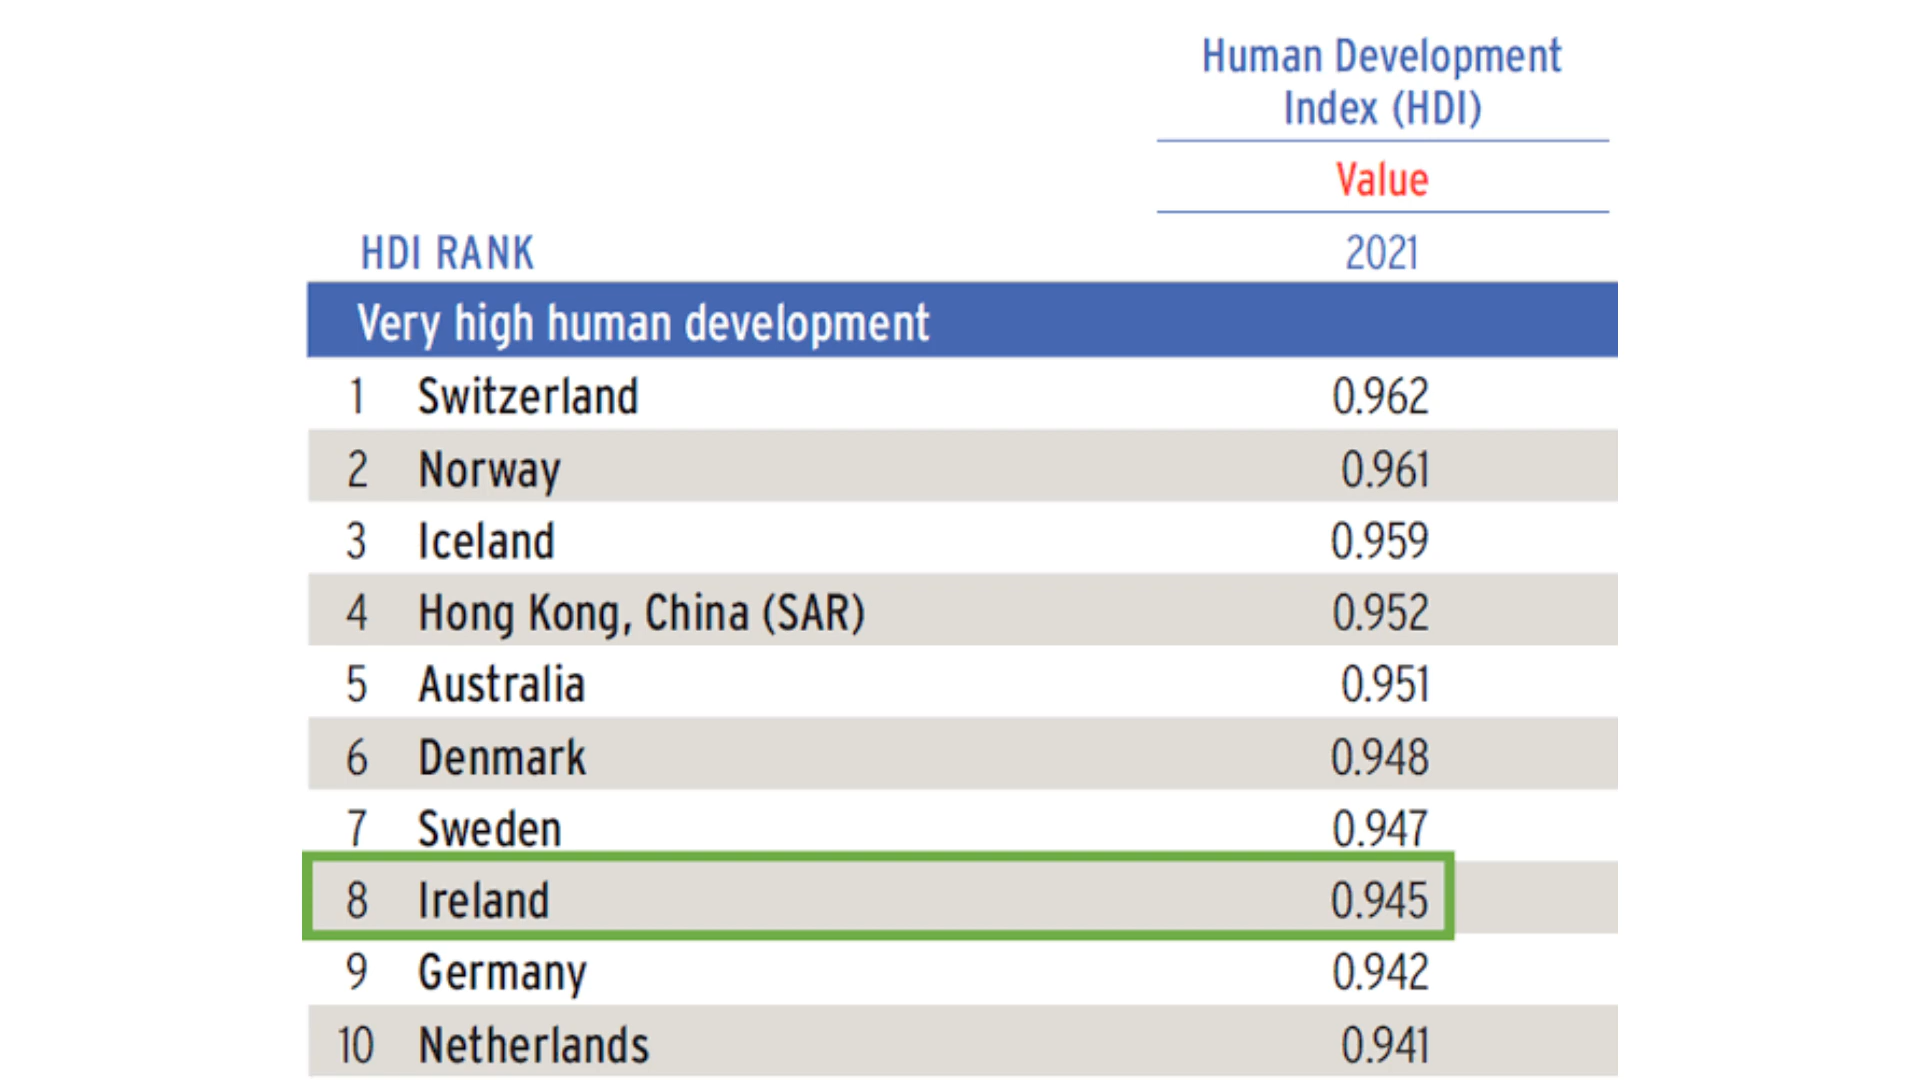 Human Development
Index (HDI)
Value
HDI RANK 2021
Very high human development
1 Switzerland 0.962
2 Norway 0.961
3 Iceland 0.959
4 Hong Kong, China (SAR) 0.952
5 Australia 0.951
6 Denmark 0.948
7 Sweden 0.947
8 Ireland 0.945
9 Germany 0.942
10 Netherlands 0.941